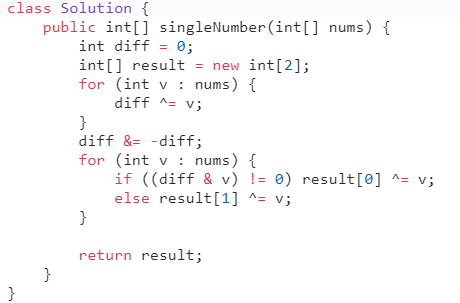 class Solution {
    public int[] singleNumber(int[] nums) {
        int diff = 0;
        int[] result = new int[2];
        for (int v : nums) {
            diff ^= v;
        }
        diff &= -diff;
        for (int v : nums) {
            if ((diff & v) != 0) result[0] ^= v;
            else result[1] ^= v;
        }

        return result;
    }
}